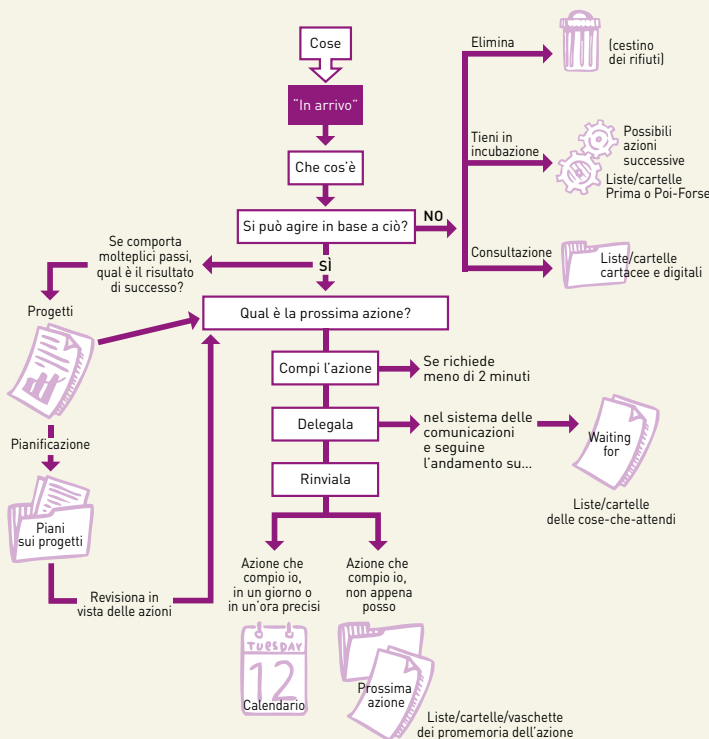 Cose
"In arrivo"
Che cos'è
Si può agire in base a ciò?
NO
Elimina
(cestino
dei rifiuti)
Tieni in
incubazione
Possibili
azioni
successive
Liste/cartelle
Prima o Poi-Forse
Consultazione
Liste/cartelle
cartacee e digitali
SÌ
Se comporta
molteplici passi,
qual è il risultato
di successo?
Progetti
Pianificazione
Piani
sui progetti
Revisiona in
vista delle azioni
Qual è la prossima azione?
Compi l'azione
Se richiede
meno di 2 minuti
Delegala
nel sistema delle
comunicazioni
e seguine
l'andamento su...
Waiting
for
Liste/cartelle
delle cose-che-attendi
Rinviala
Azione che
compio io,
in un giorno o
in un'ora precisi
TUESDAY
12
Calendario
Azione che
compio io,
non appena
posso
Prossima
azione
Liste/cartelle/vaschette
dei promemoria dell'azione